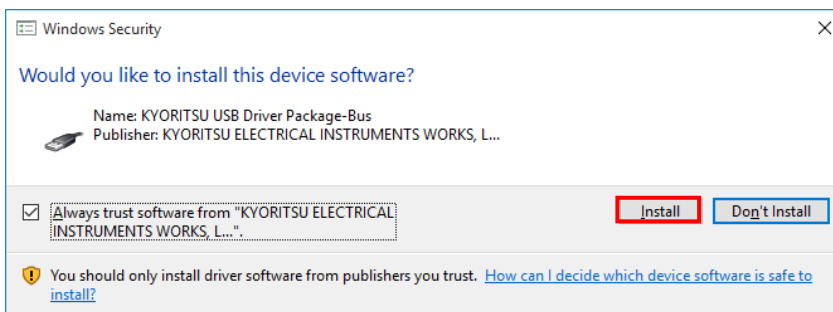 Windows Security
Would you like to install this device software?
Name: KYORITSU USB Driver Package-Bus
Publisher: KYORITSU ELECTRICAL INSTRUMENTS WORKS, L...
Always trust software from "KYORITSU ELECTRICAL
INSTRUMENTS WORKS, L...".
Install
Don't Install
You should only install driver software from publishers you trust. How can I decide which device software is safe to
install?